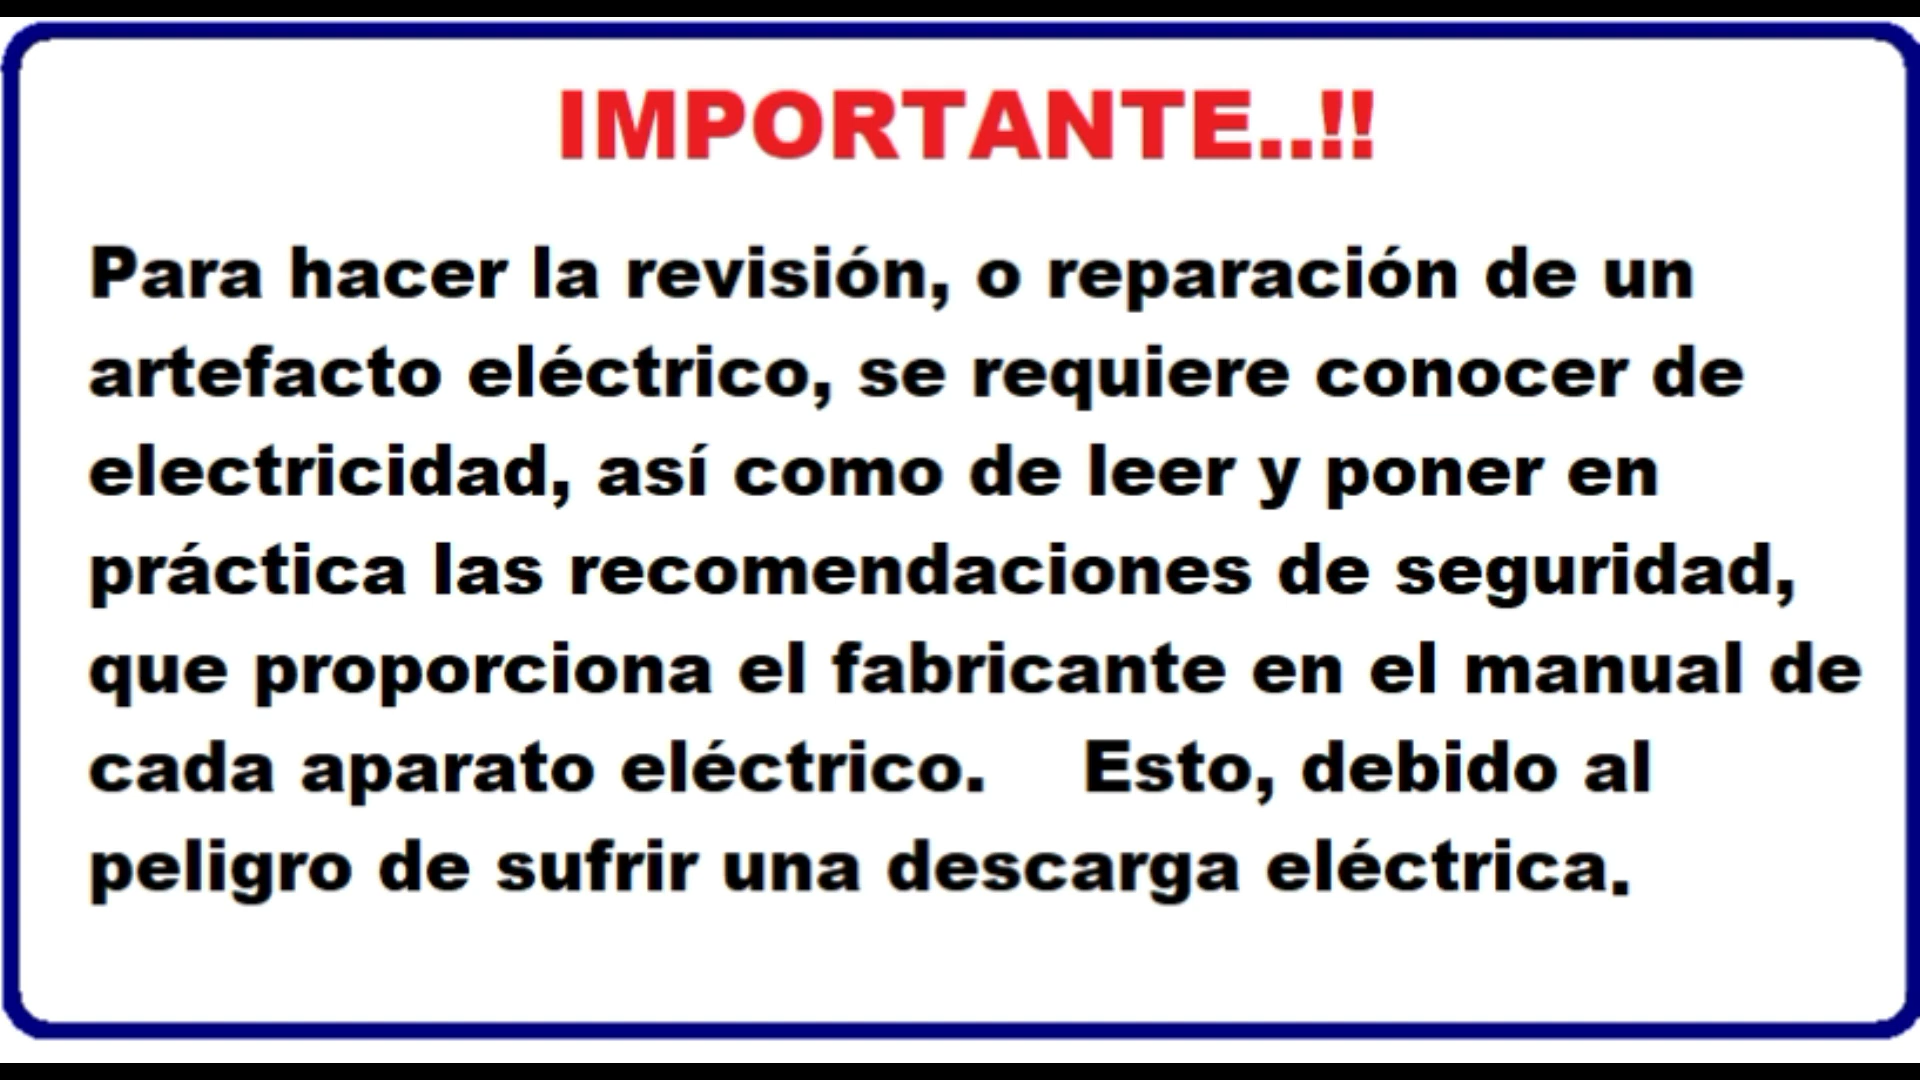 IMPORTANTE..!!
Para hacer la revisión, o reparación de un
artefacto eléctrico, se requiere conocer de
electricidad, así como de leer y poner en
práctica las recomendaciones de seguridad,
que proporciona el fabricante en el manual de
cada aparato eléctrico.    Esto, debido al
peligro de sufrir una descarga eléctrica.